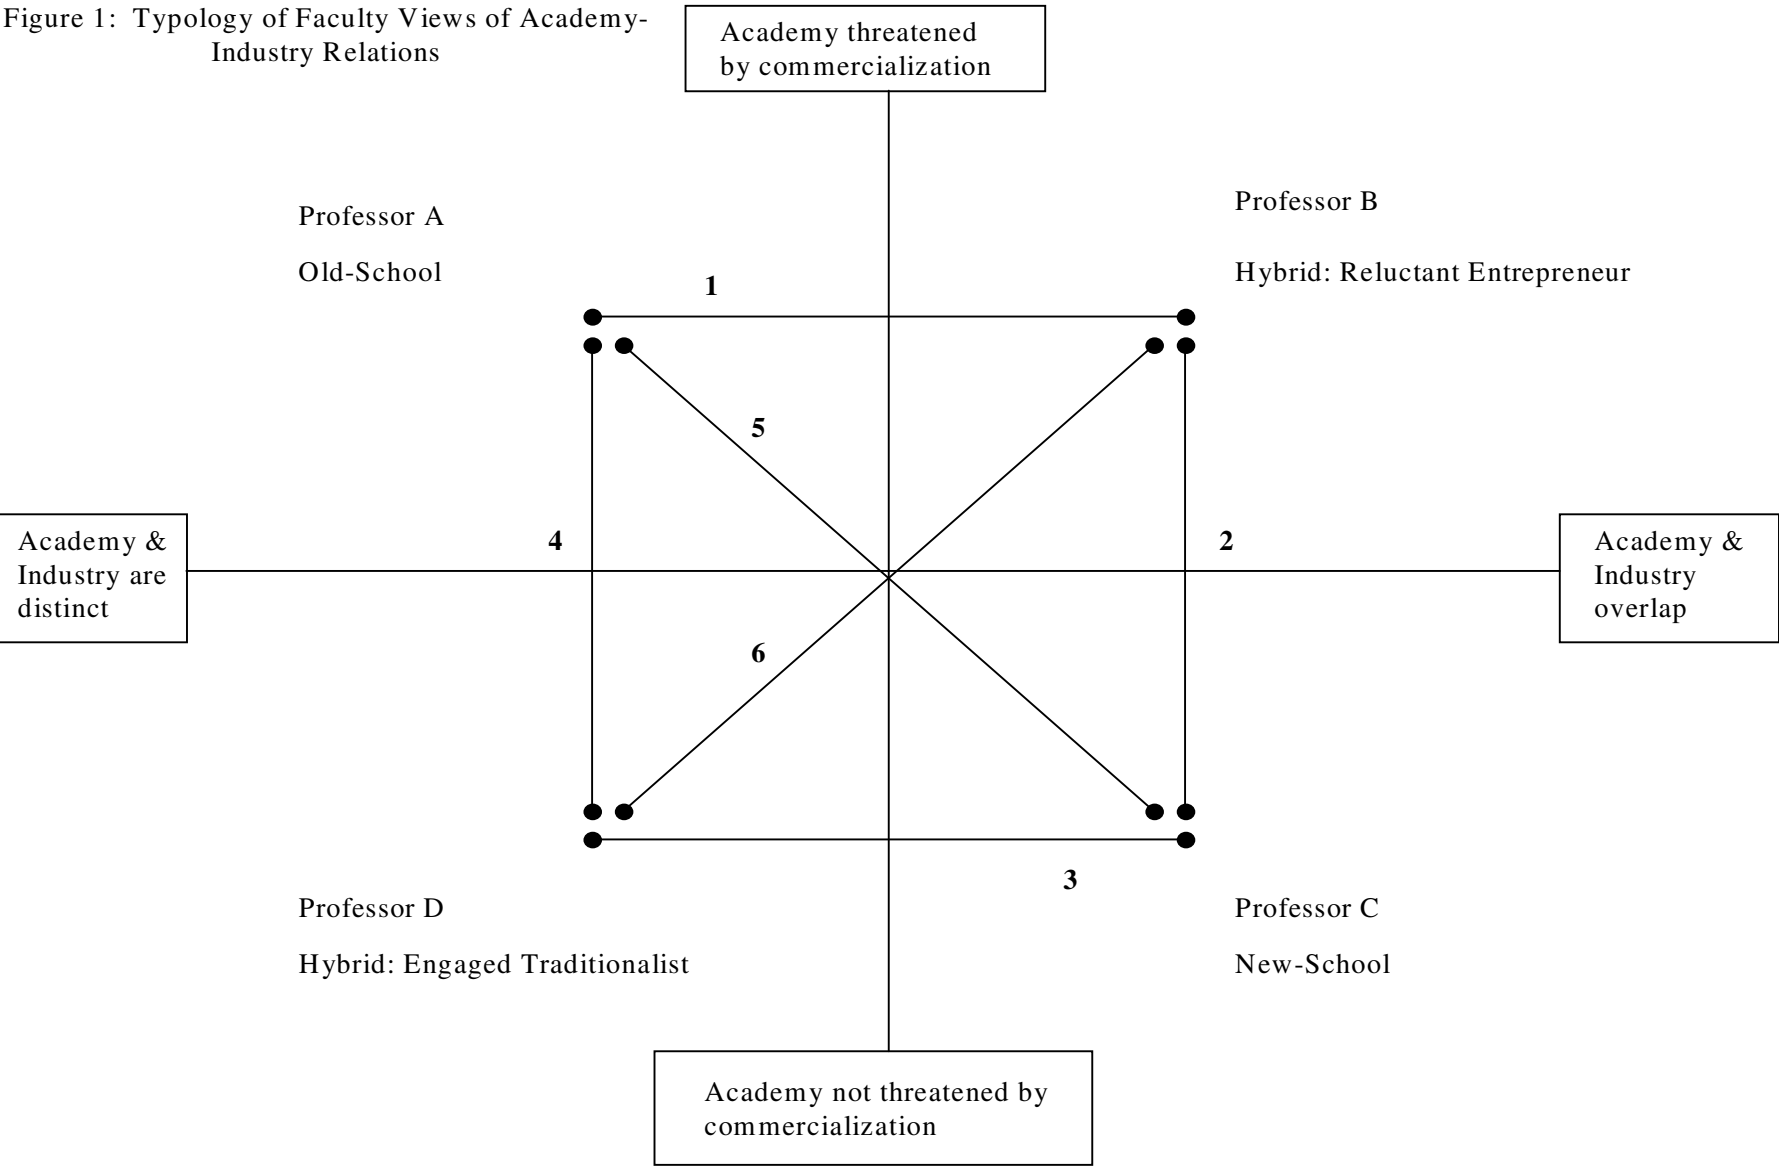 Figure 1: Typology of Faculty Views of Academy-
Industry Relations
Academy threatened
by commercialization
Professor A
Old-School
Professor B
Hybrid: Reluctant Entrepreneur
1
5
4
2
Academy &
Industry are
distinct
Academy &
Industry
overlap
6
3
Professor D
Hybrid: Engaged Traditionalist
Professor C
New-School
Academy not threatened by
commercialization